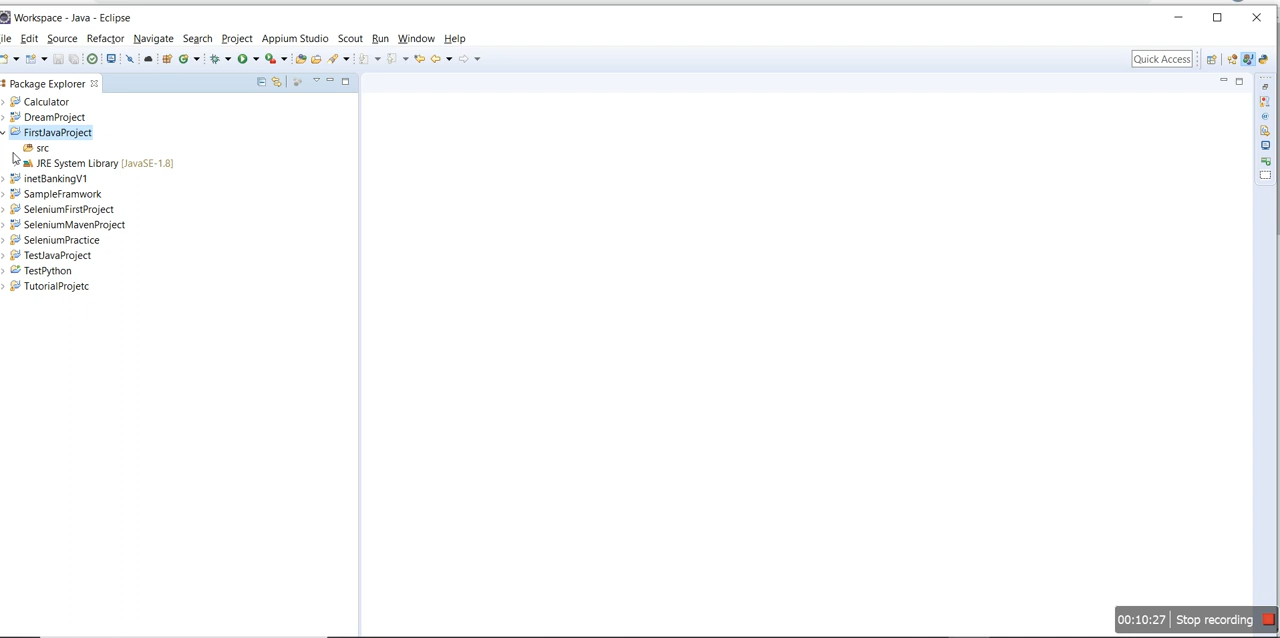 Workspace - Java - Eclipse
ile Edit Source Refactor Navigate Search Project Appium Studio Scout Run Window Help
Quick Access
Package Explorer
Calculator
DreamProject
FirstJavaProject
src
JRE System Library [JavaSE-1.8]
inetBankingV1
SampleFramwork
SeleniumFirstProject
SeleniumMavenProject
SeleniumPractice
TestJavaProject
TestPython
TutorialProjetc
00:10:27 Stop recording